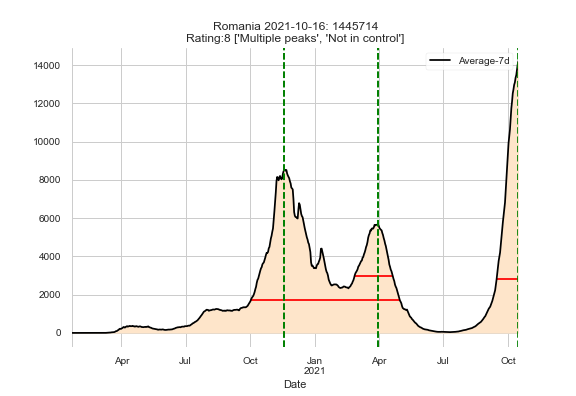 Romania 2021-10-16: 1445714
Rating:8 ['Multiple peaks', 'Not in control']
Average-7d
14000
12000
10000
8000
6000
4000
2000
0
Apr
Jul
Oct
Jan
2021
Apr
Jul
Oct
Date